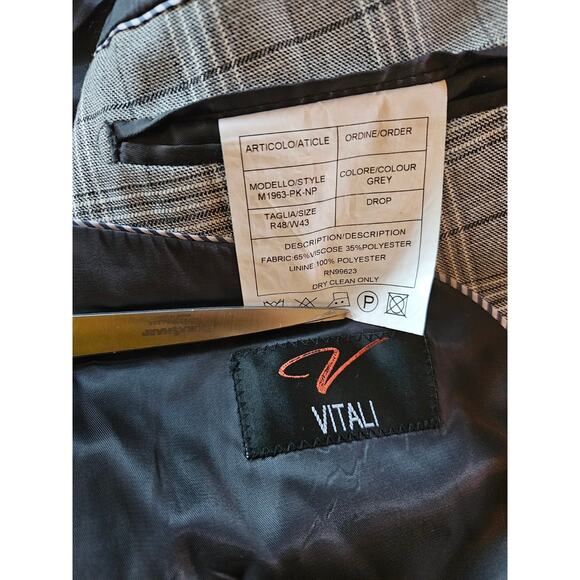 ARTICOLO/ATICLE
ORDINE/ORDER
MODELLO/STYLE
M1963-PK-NP
COLORE/COLOUR
GREY
TAGLIA/SIZE
R48/W43
DROP
DESCRIPTION/DESCRIPTION
FABRIC:65%VISCOSE 35%POLYESTER
LININE:100% POLYESTER
RN99623
DRY CLEAN ONLY
P
V
VITALI